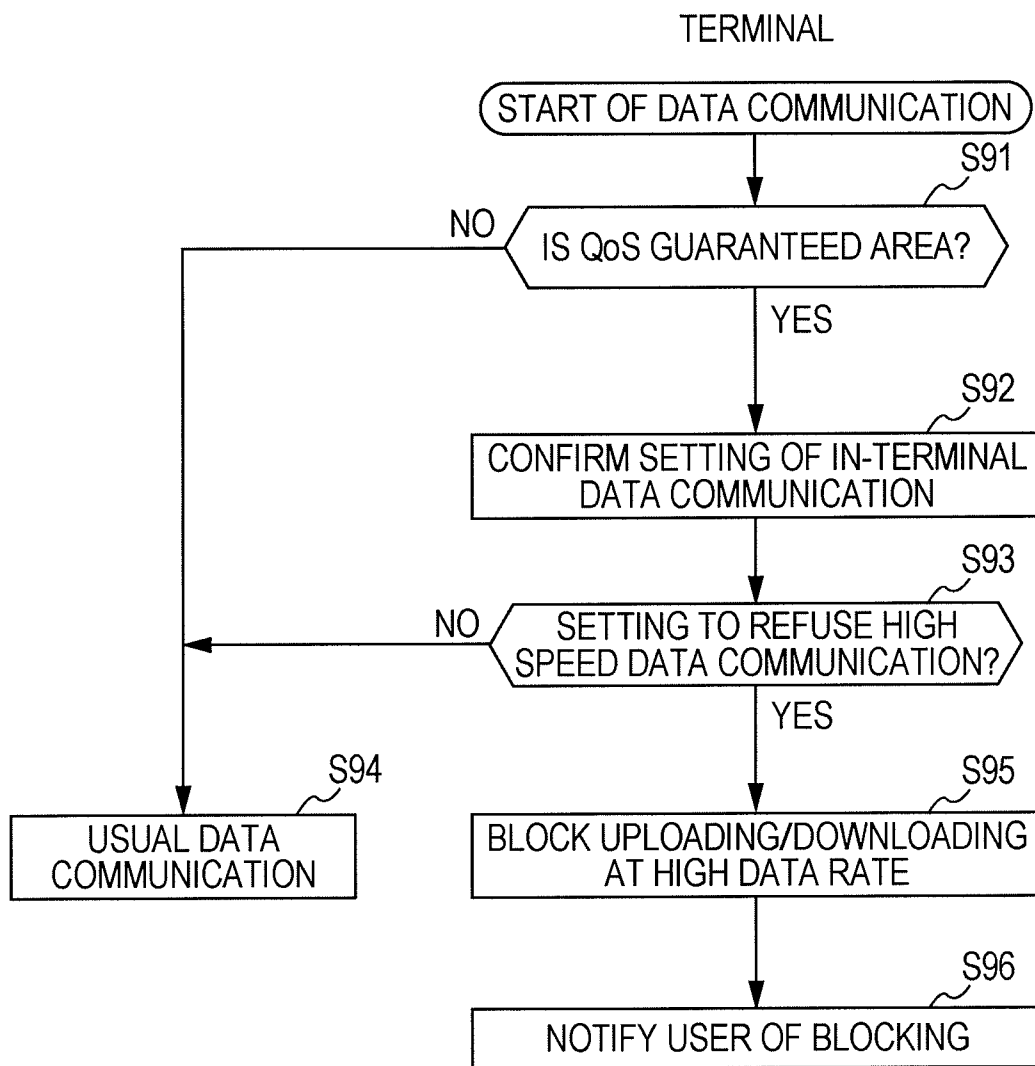 TERMINAL
START OF DATA COMMUNICATION
S91
NO
IS QoS GUARANTEED AREA?
YES
S92
CONFIRM SETTING OF IN-TERMINAL
DATA COMMUNICATION
S93
NO
SETTING TO REFUSE HIGH
SPEED DATA COMMUNICATION?
YES
S94
USUAL DATA
COMMUNICATION
S95
BLOCK UPLOADING/DOWNLOADING
AT HIGH DATA RATE
S96
NOTIFY USER OF BLOCKING